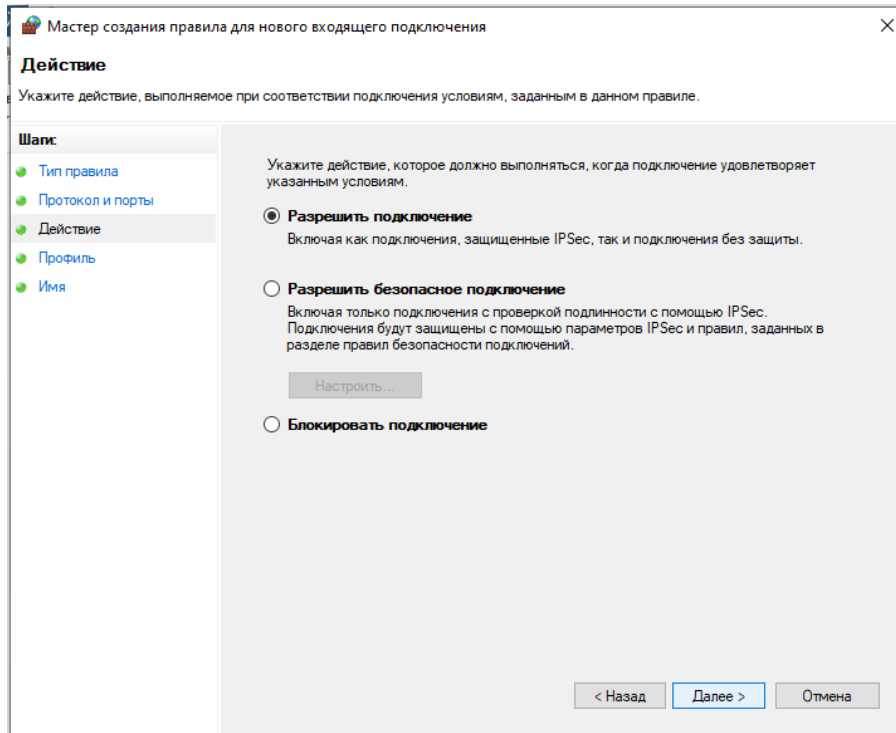 Мастер создания правила для нового входящего подключения
Действие
Укажите действие, выполняемое при соответствии подключения условиям, заданным в данном правиле.
Шаги:
Тип правила
Протокол и порты
Действие
Профиль
Имя
Укажите действие, которое должно выполняться, когда подключение удовлетворяет
указанным условиям.
Разрешить подключение
Включая как подключения, защищенные IPSec, так и подключения без защиты.
Разрешить безопасное подключение
Включая только подключения с проверкой подлинности с помощью IPSec.
Подключения будут защищены с помощью параметров IPSec и правил, заданных в
разделе правил безопасности подключений.
Настроить...
Блокировать подключение
< Назад
Далее >
Отмена